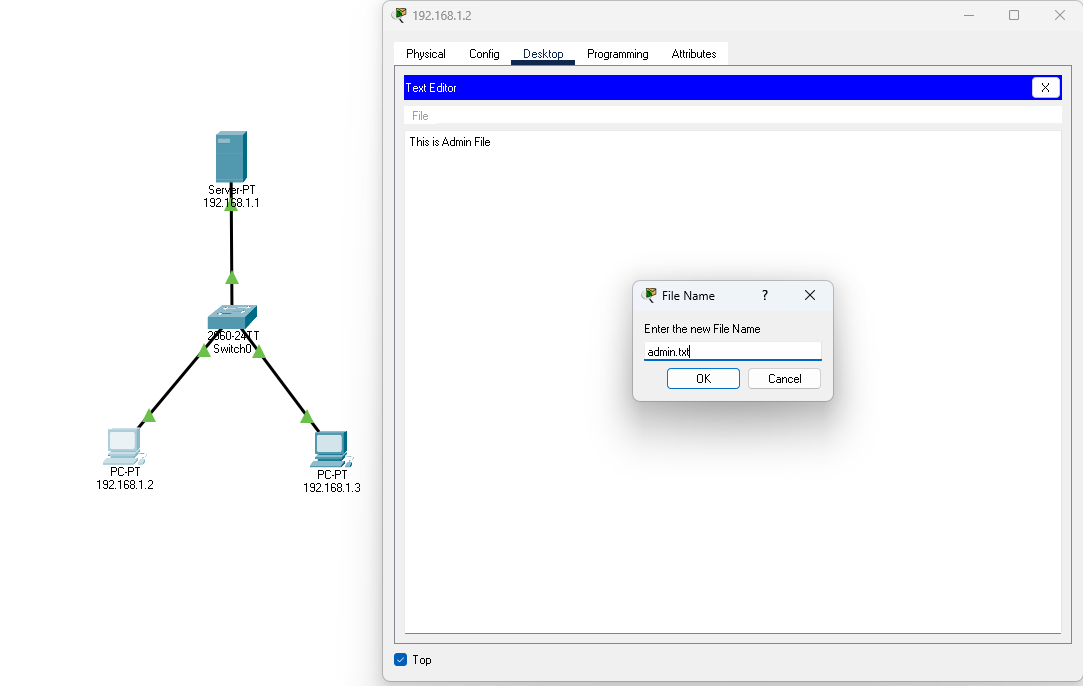 192.168.1.2
Physical Config Desktop Programming Attributes
Text Editor X
File
This is Admin File
File Name ?
Enter the new File Name
admin.txt
OK Cancel
Top
Server-PT
192.168.1.1
2960-24TT
Switch0
PC-PT
192.168.1.2
PC-PT
192.168.1.3